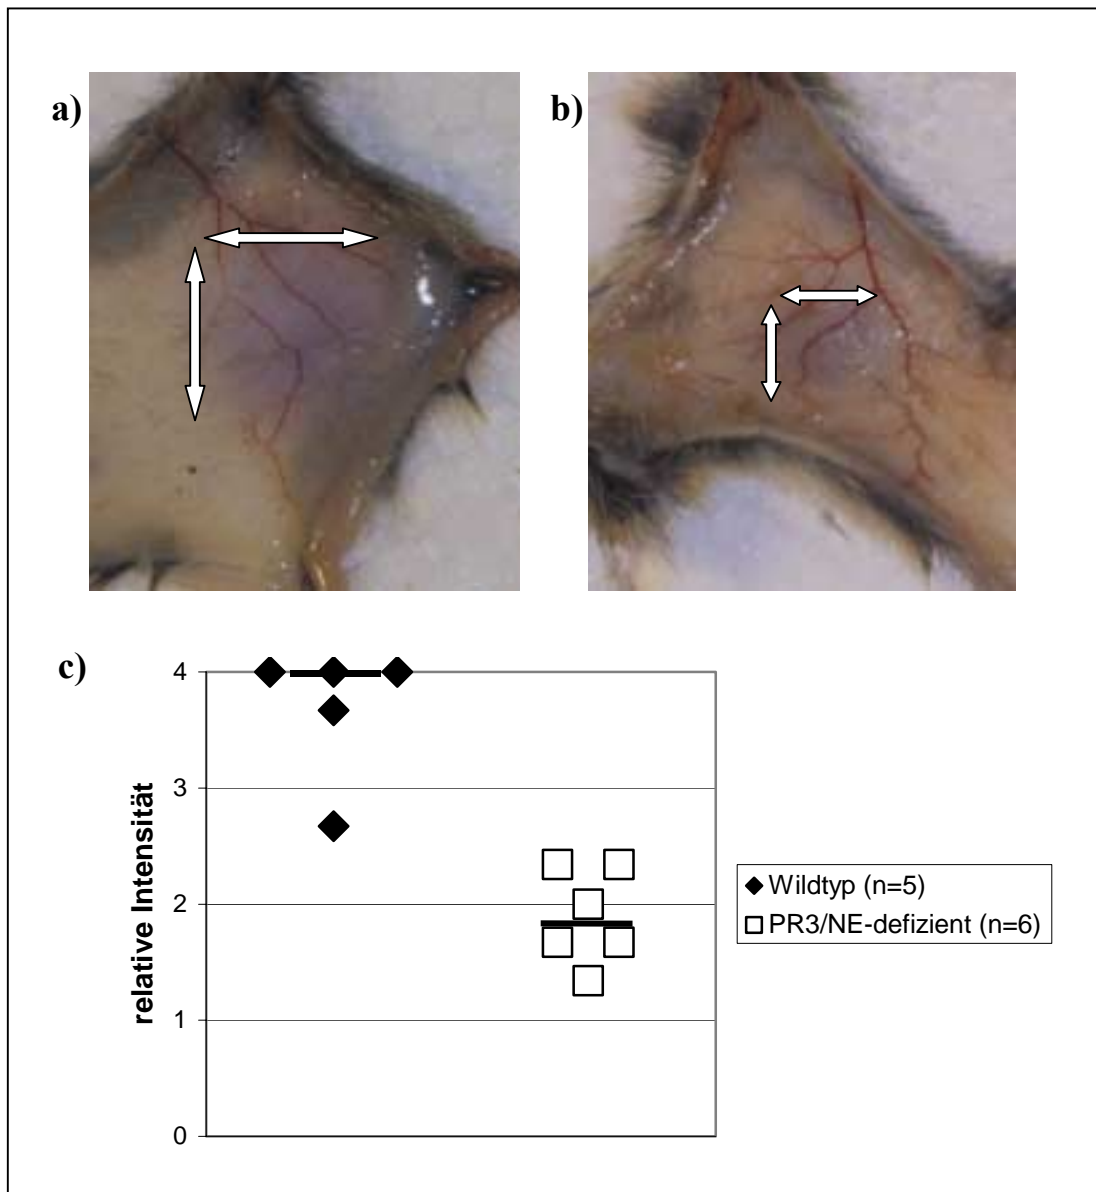 a)
b)
c)
relative Intensität
4
3
2
1
0
Wildtyp (n=5)
PR3/NE-defizient (n=6)